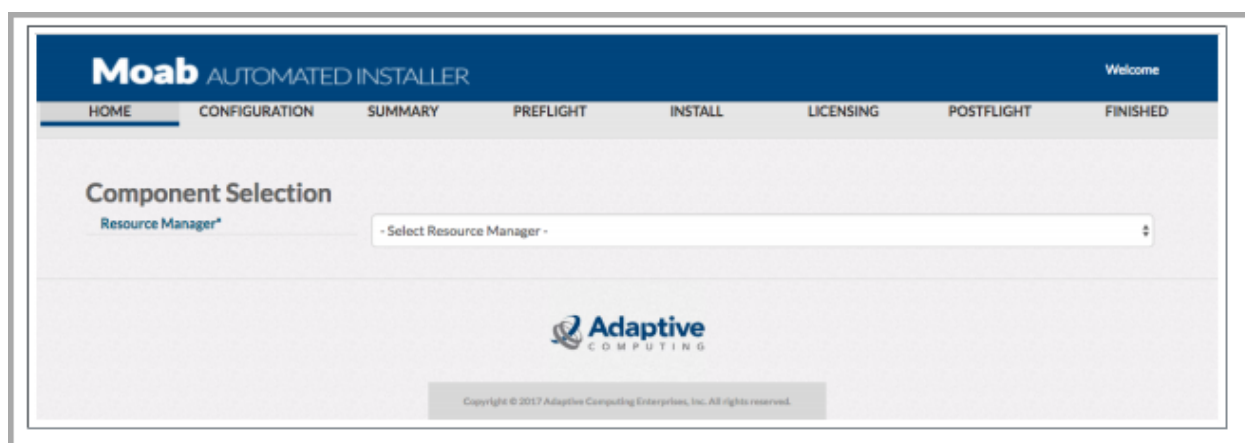 Moab AUTOMATED INSTALLER
Welcome
HOME CONFIGURATION SUMMARY PREFLIGHT INSTALL LICENSING POSTFLIGHT FINISHED
Component Selection
Resource Manager*
- Select Resource Manager -
Adaptive
COMPUTING
Copyright © 2017 Adaptive Computing Enterprises, Inc. All rights reserved.